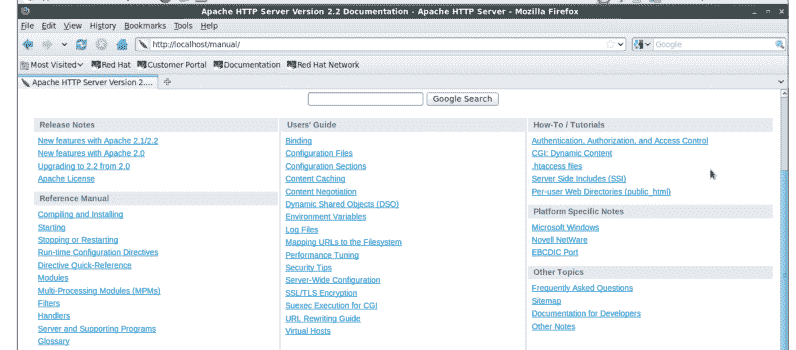 Apache HTTP Server Version 2.2 Documentation - Apache HTTP Server - Mozilla Firefox
File Edit View History Bookmarks Tools Help
http://localhost/manual/
Google
Most Visited Red Hat Customer Portal Documentation Red Hat Network
Apache HTTP Server Version 2....
Google Search
Release Notes
New features with Apache 2.1/2.2
New features with Apache 2.0
Upgrading to 2.2 from 2.0
Apache License
Reference Manual
Compiling and Installing
Starting
Stopping or Restarting
Run-time Configuration Directives
Directive Quick-Reference
Modules
Multi-Processing Modules (MPMs)
Filters
Handlers
Server and Supporting Programs
Glossary
Users' Guide
Binding
Configuration Files
Configuration Sections
Content Caching
Content Negotiation
Dynamic Shared Objects (DSO)
Environment Variables
Log Files
Mapping URLs to the Filesystem
Performance Tuning
Security Tips
Server-Wide Configuration
SSL/TLS Encryption
Suexec Execution for CGI
URL Rewriting Guide
Virtual Hosts
How-To / Tutorials
Authentication, Authorization, and Access Control
CGI: Dynamic Content
.htaccess files
Server Side Includes (SSI)
Per-user Web Directories (public_html)
Platform Specific Notes
Microsoft Windows
Novell NetWare
EBCDIC Port
Other Topics
Frequently Asked Questions
Sitemap
Documentation for Developers
Other Notes